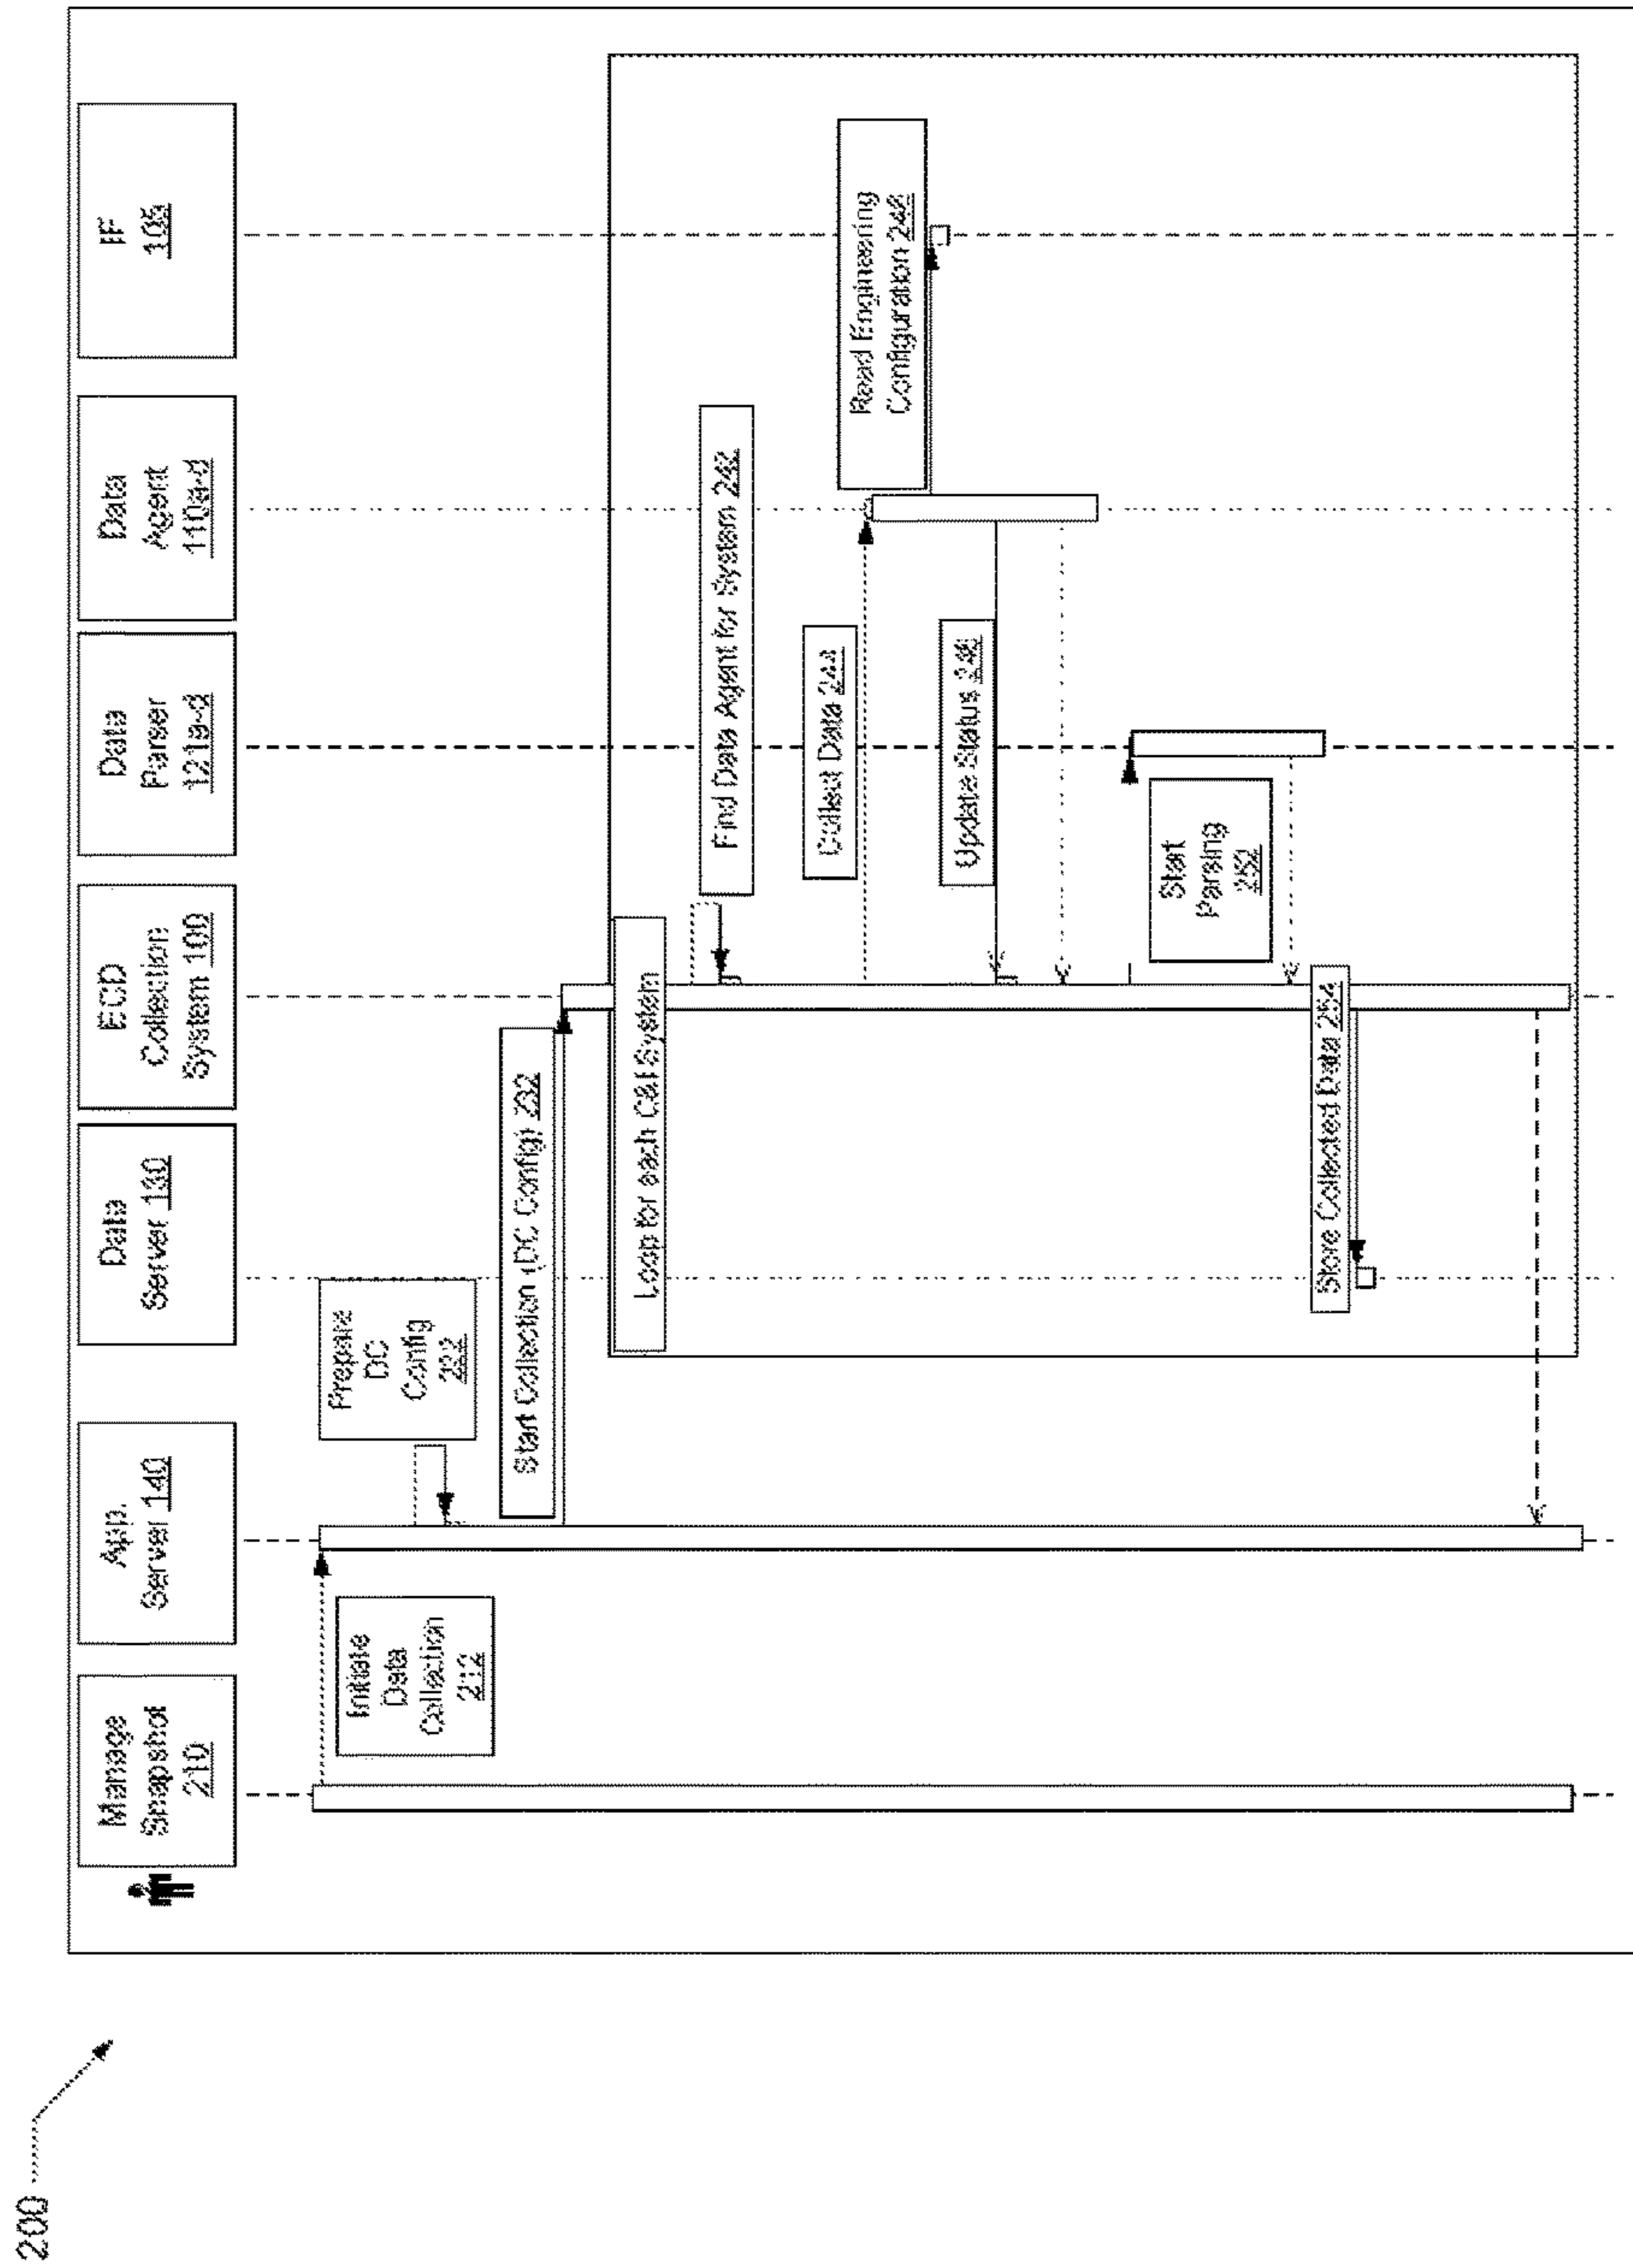 200
Manage
Snapshot
210
App.
Server 140
Data
Server 130
ECD
Collection
System 100
Data
Parser
121a-d
Data
Agent
110a-d
IF
Initiate
Data
Collection
212
Prepare
DC
Config
222
Start Collection (DC Config) 232
Loop for each C&I System
Find Data Agent for System 242
Collect Data 244
Read Engineering
Configuration
Update Status
Start
Parsing
252
Store Collected Data 254